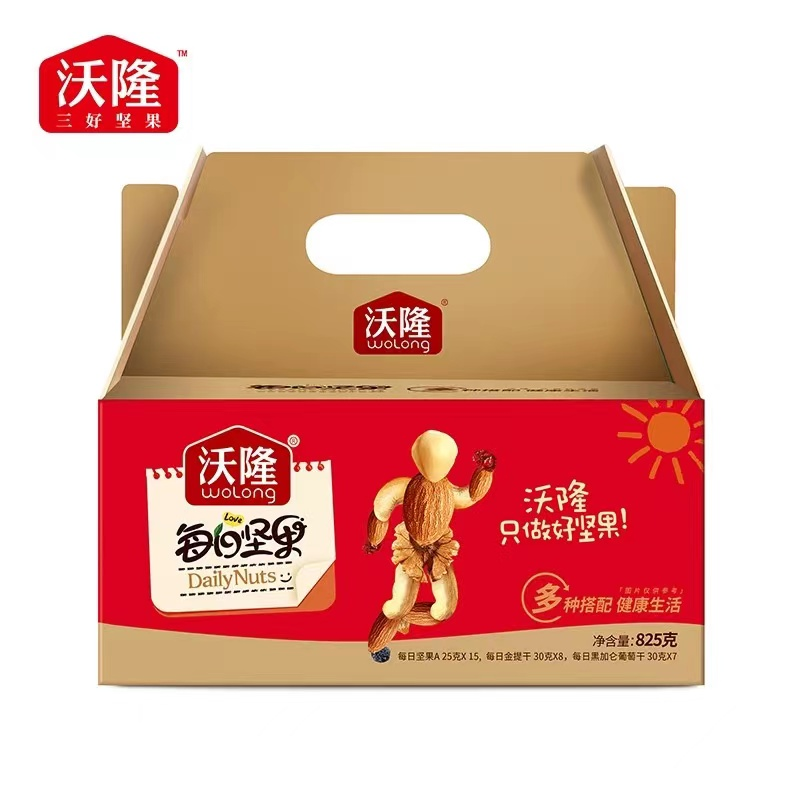 沃隆™
三好坚果
沃隆®
wolong
沃隆®
wolong
Love
每日坚果
Daily Nuts
沃隆
只做好坚果!
「图片仅供参考」
多种搭配 健康生活
净含量:825克
每日坚果A 25克X 15, 每日金提干 30克X8, 每日黑加仑葡萄干 30克X7